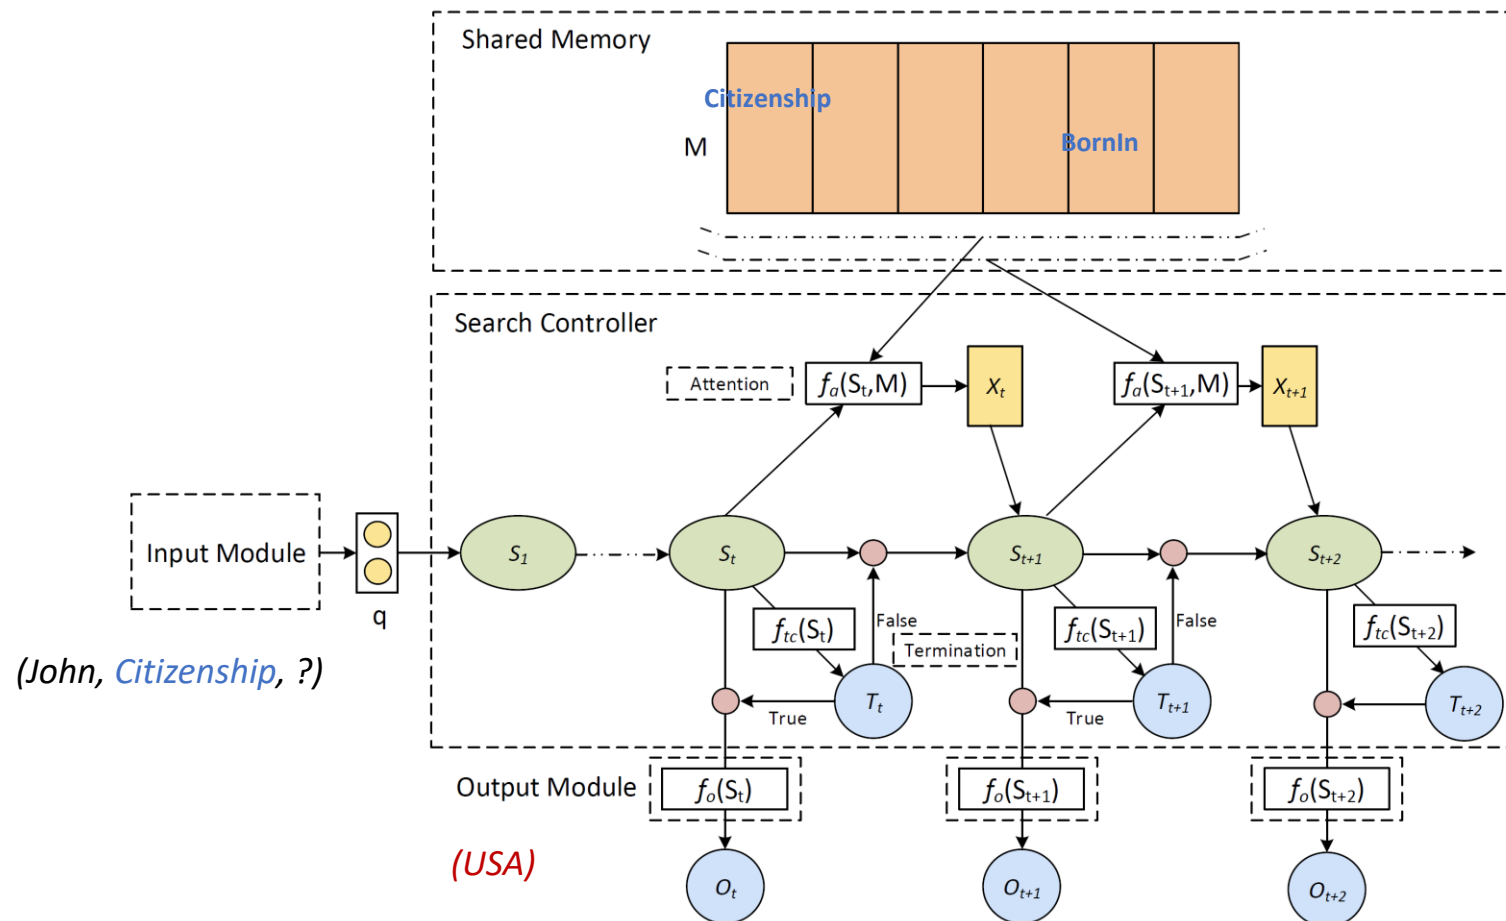 Shared Memory
Citizenship
M
BornIn
Search Controller
Attention
fa(St,M)
Xt
fa(St+1,M)
Xt+1
Input Module
q
S1
St
St+1
St+2
ftc(St)
False
Termination
ftc(St+1)
False
ftc(St+2)
(John, Citizenship, ?)
True
Tt
True
Tt+1
Tt+2
Output Module
fo(St)
fo(St+1)
fo(St+2)
(USA)
Ot
Ot+1
Ot+2